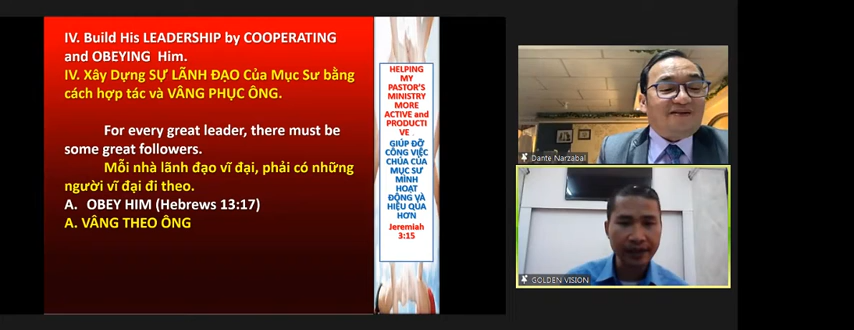 IV. Build His LEADERSHIP by COOPERATING
and OBEYING Him.
IV. Xây Dựng SỰ LÃNH ĐẠO Của Mục Sư bằng
cách hợp tác và VÂNG PHỤC ÔNG.
For every great leader, there must be
some great followers.
Mỗi nhà lãnh đạo vĩ đại, phải có những
người vĩ đại đi theo.
A. OBEY HIM (Hebrews 13:17)
A. VÂNG THEO ÔNG
HELPING
MY
PASTOR'S
MINISTRY
MORE
ACTIVE and
PRODUCTI
VE
GIÚP ĐỠ
CÔNG VIỆC
CHÚA CỦA
MỤC SƯ
MÌNH
HOẠT
ĐỘNG VÀ
HIỆU QUẢ
HƠN
Jeremiah
3:15
Dante Narzabal
GOLDEN VISION